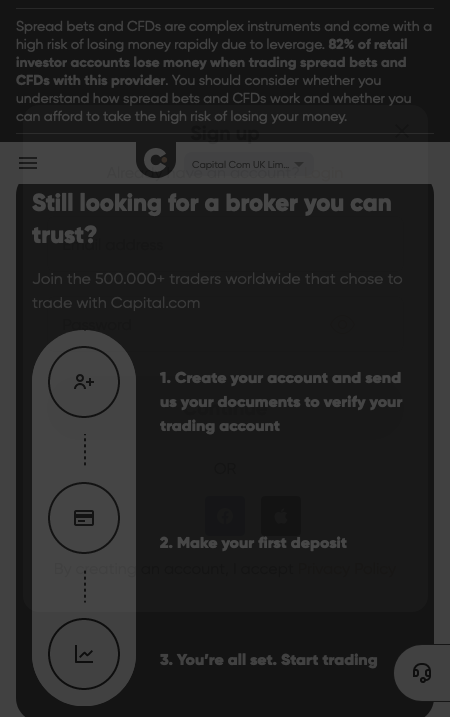 Spread bets and CFDs are complex instruments and come with a
high risk of losing money rapidly due to leverage. 82% of retail
investor accounts lose money when trading spread bets and
CFDs with this provider. You should consider whether you
understand how spread bets and CFDs work and whether you
can afford to take the high risk of losing your money.
Sign up
Capital Com UK Lim...
Still looking for a broker you can
trust?
Join the 500.000+ traders worldwide that chose to
trade with Capital.com
1. Create your account and send
us your documents to verify your
trading account
OR
2. Make your first deposit
By creating an account, I accept
3. You're all set. Start trading